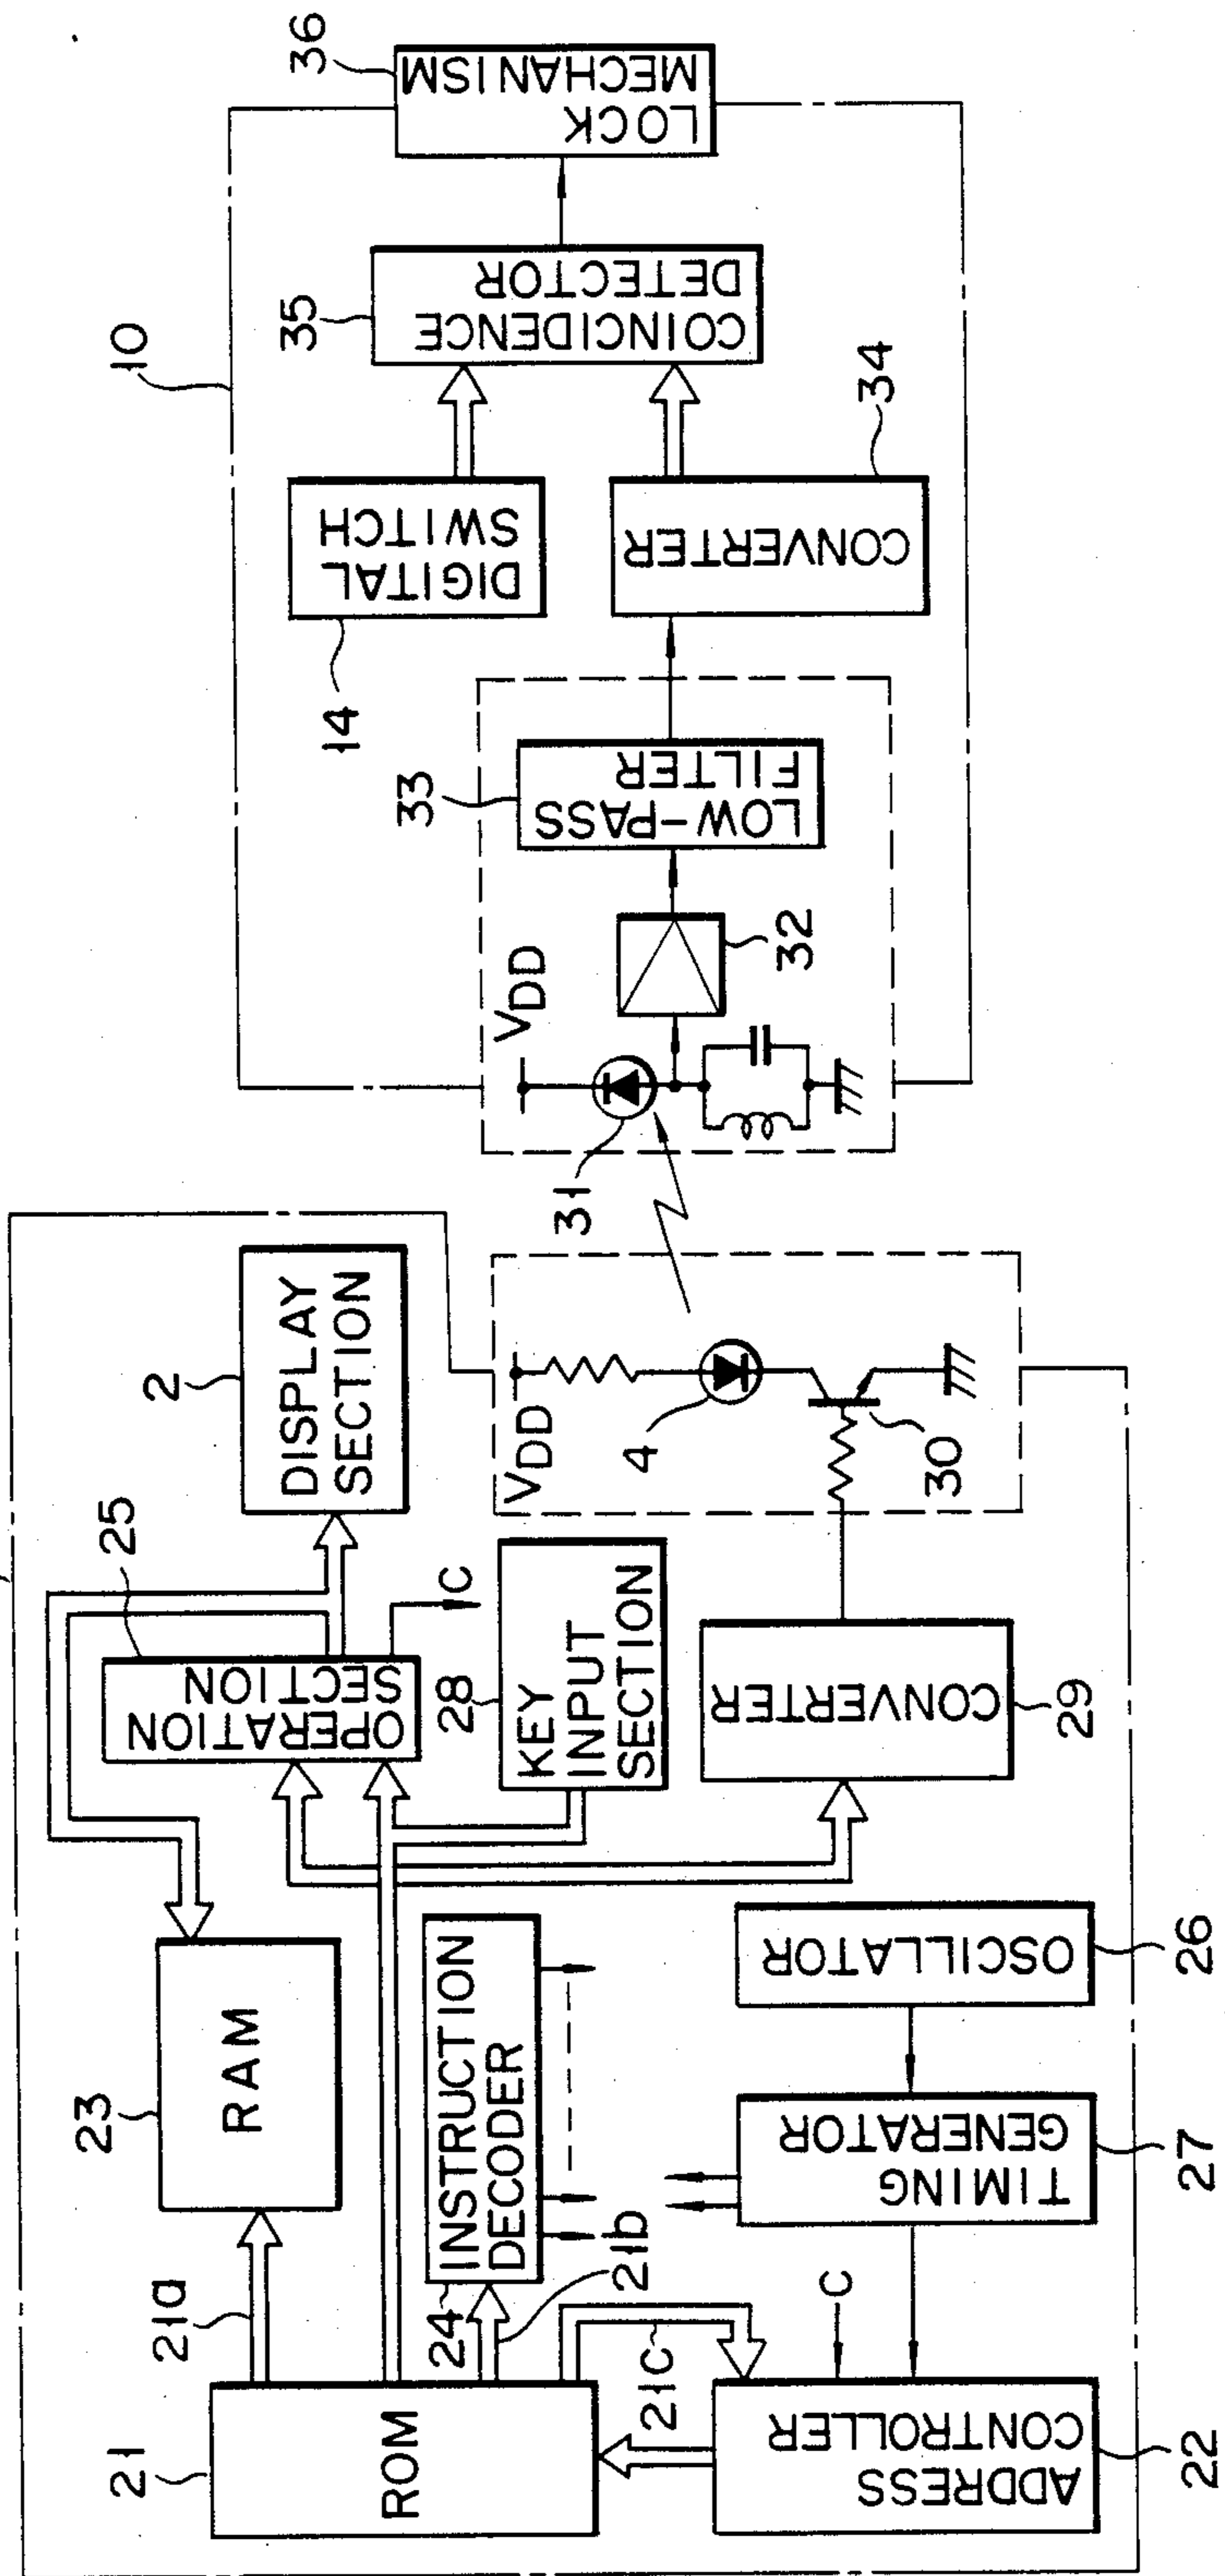 21
ROM
21a
23
RAM
25
OPERATION
SECTION
2
DISPLAY
SECTION
C
24
INSTRUCTION
DECODER
21b
21C
28
KEY
INPUT
SECTION
22
ADDRESS
CONTROLLER
C
27
TIMING
GENERATOR
26
OSCILLATOR
29
CONVERTER
VDD
4
30
10
31
VDD
32
33
LOW-PASS
FILTER
14
DIGITAL
SWITCH
34
CONVERTER
35
COINCIDENCE
DETECTOR
36
LOCK
MECHANISM